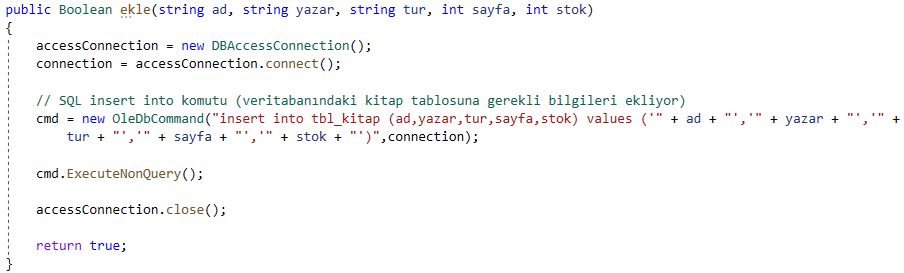 public Boolean ekle(string ad, string yazar, string tur, int sayfa, int stok)
{
    accessConnection = new DBAccessConnection();
    connection = accessConnection.connect();

    // SQL insert into komutu (veritabanındaki kitap tablosuna gerekli bilgileri ekliyor)
    cmd = new OleDbCommand("insert into tbl_kitap (ad,yazar,tur,sayfa,stok) values ('" + ad + "','" + yazar + "','" +
        tur + "','" + sayfa + "','" + stok + "')",connection);

    cmd.ExecuteNonQuery();

    accessConnection.close();

    return true;
}